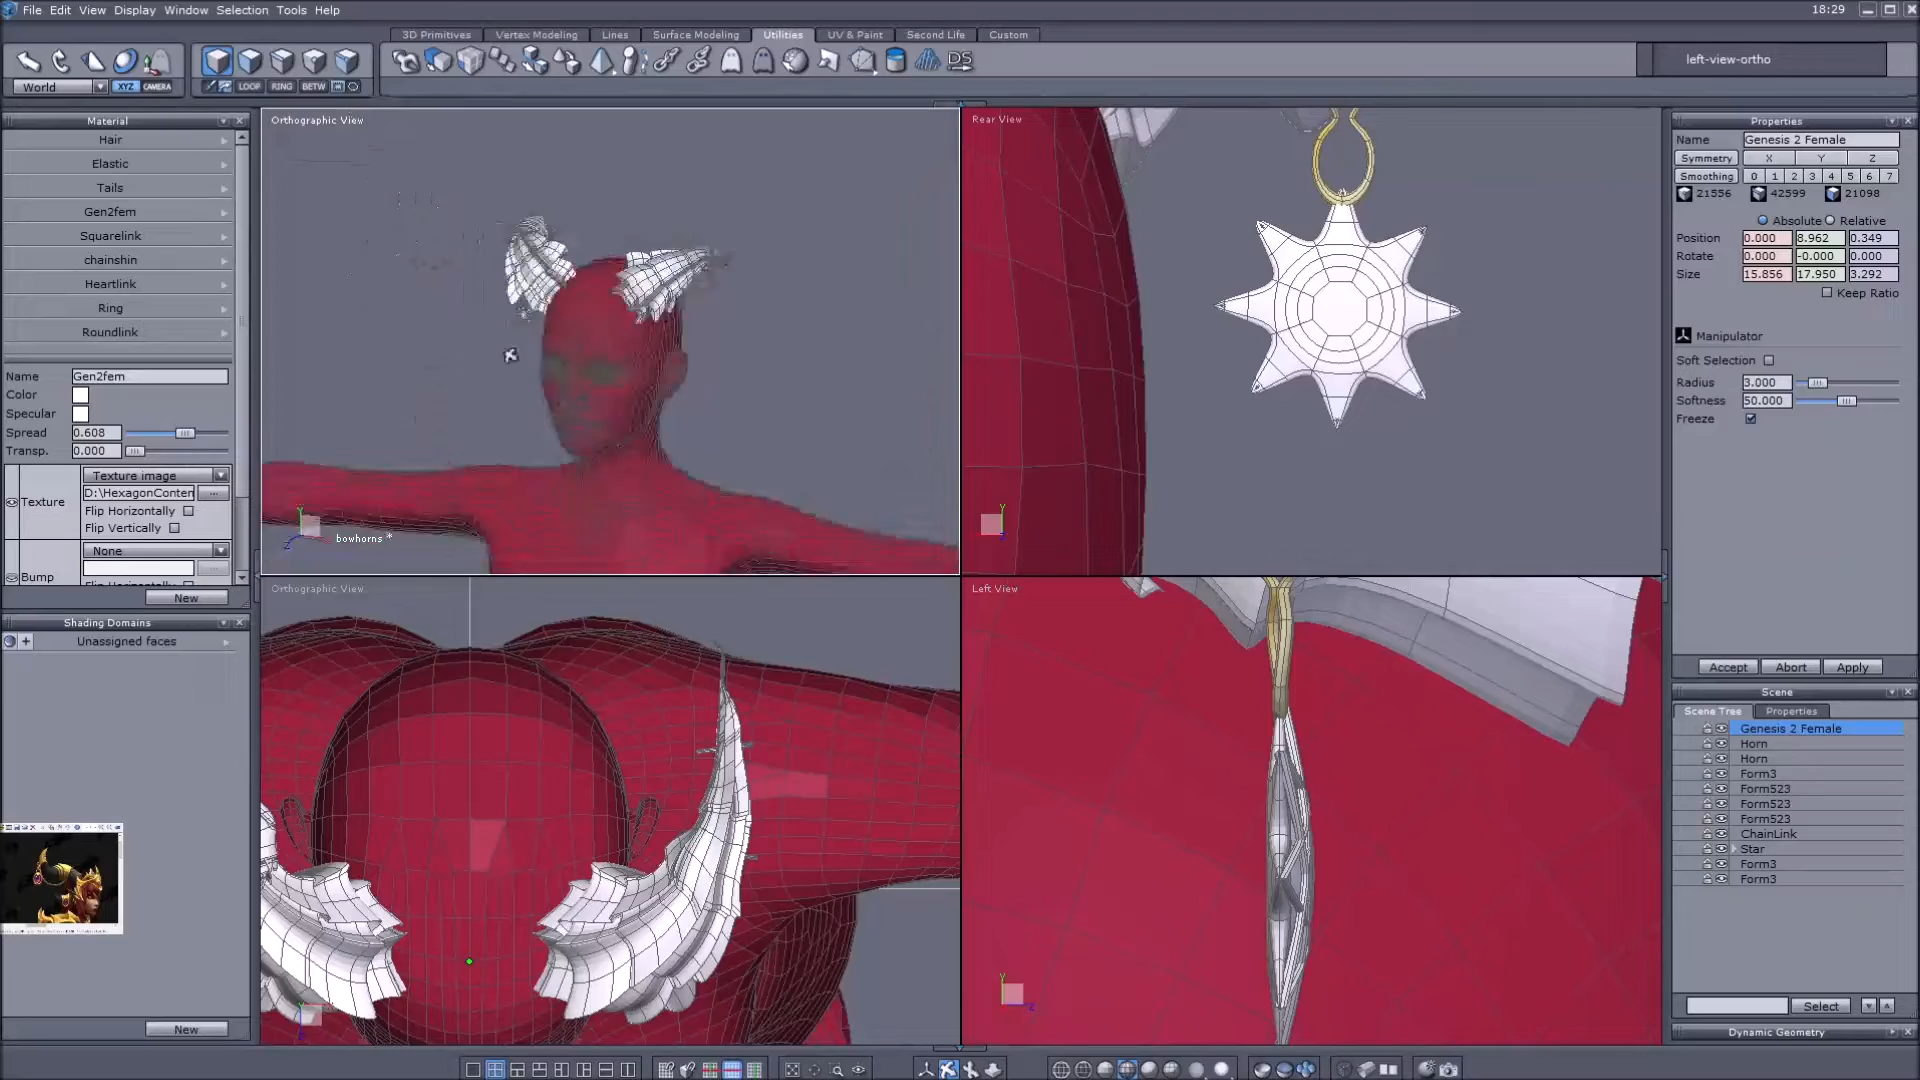 File Edit View Display Window Selection Tools Help
18:29
3D Primitives Vertex Modeling Lines Surface Modeling Utilities UV & Paint Second Life Custom
DS
left-view-ortho
World XYZ CAMERA
LOOP RING BETW
Material
Hair
Elastic
Tails
Gen2fem
Squarelink
chainshin
Heartlink
Ring
Roundlink
Name Gen2fem
Color
Specular
Spread 0.608
Transp. 0.000
Texture image
Texture D:\HexagonConten ...
Flip Horizontally
Flip Vertically
None
Bump
New
Shading Domains
Unassigned faces
New
Orthographic View
bowhorns *
Rear View
Orthographic View
Left View
Properties
Name Genesis 2 Female
Symmetry X Y Z
Smoothing 0 1 2 3 4 5 6 7
21556 42599 21098
Absolute Relative
Position 0.000 8.962 0.349
Rotate 0.000 -0.000 0.000
Size 15.856 17.950 3.292
Keep Ratio
Manipulator
Soft Selection
Radius 3.000
Softness 50.000
Freeze
Accept Abort Apply
Scene
Scene Tree Properties
Genesis 2 Female
Horn
Horn
Form3
Form523
Form523
Form523
ChainLink
Star
Form3
Form3
Select
Dynamic Geometry